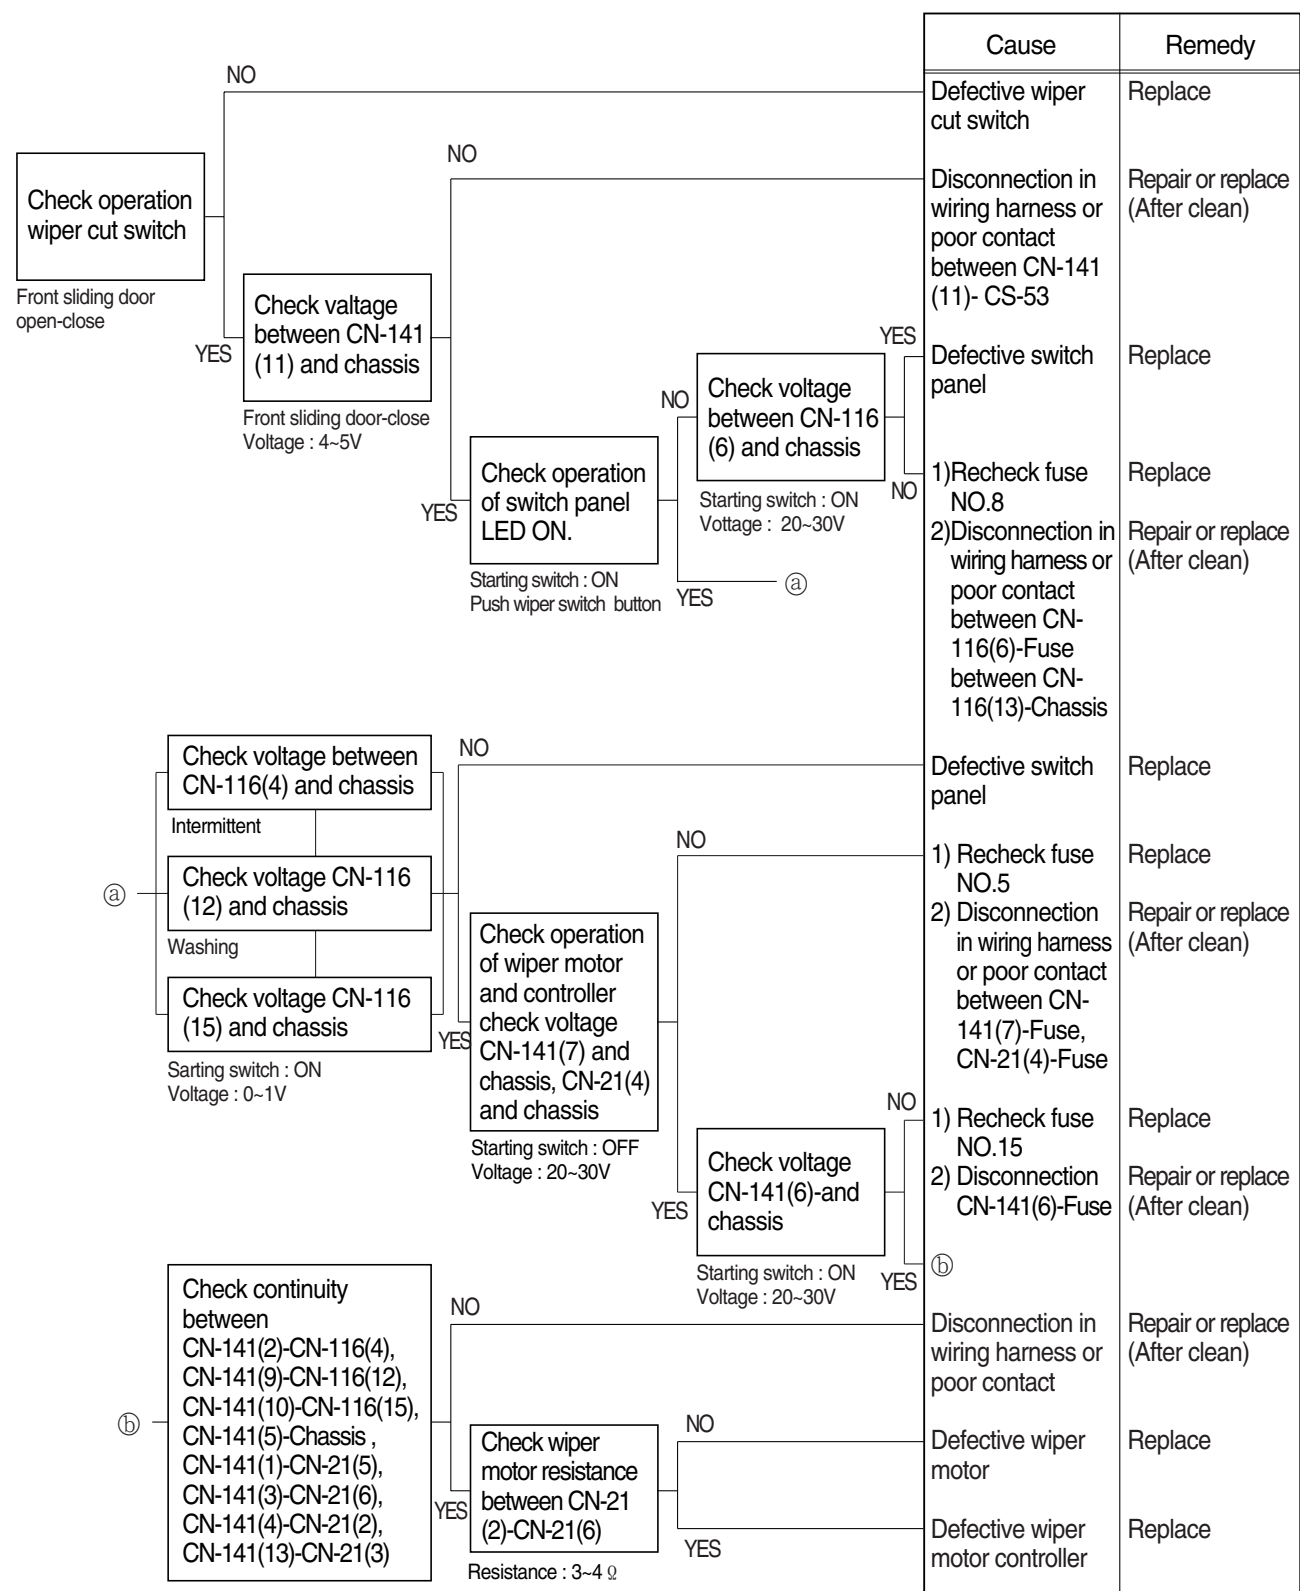 Cause
Remedy
NO
Defective wiper
cut switch
Replace
NO
Check operation
wiper cut switch
Front sliding door
open-close
Disconnection in
wiring harness or
poor contact
between CN-141
(11)- CS-53
Repair or replace
(After clean)
YES
Check valtage
between CN-141
(11) and chassis
Front sliding door-close
Voltage : 4~5V
YES
Defective switch
panel
Replace
NO
Check voltage
between CN-116
(6) and chassis
Starting switch : ON
Vottage : 20~30V
NO
1)Recheck fuse
NO.8
Replace
2)Disconnection in
wiring harness or
poor contact
between CN-
116(6)-Fuse
between CN-
116(13)-Chassis
Repair or replace
(After clean)
YES
Check operation
of switch panel
LED ON.
Starting switch : ON
Push wiper switch button
YES
ⓐ
Check voltage between
CN-116(4) and chassis
Intermittent
NO
Defective switch
panel
Replace
ⓐ
Check voltage CN-116
(12) and chassis
Washing
Check voltage CN-116
(15) and chassis
Sarting switch : ON
Voltage : 0~1V
NO
1) Recheck fuse
NO.5
Replace
2) Disconnection
in wiring harness
or poor contact
between CN-
141(7)-Fuse,
CN-21(4)-Fuse
Repair or replace
(After clean)
YES
Check operation
of wiper motor
and controller
check voltage
CN-141(7) and
chassis, CN-21(4)
and chassis
Starting switch : OFF
Voltage : 20~30V
NO
1) Recheck fuse
NO.15
Replace
2) Disconnection
CN-141(6)-Fuse
Repair or replace
(After clean)
YES
Check voltage
CN-141(6)-and
chassis
Starting switch : ON
Voltage : 20~30V
YES
ⓑ
ⓑ
Check continuity
between
CN-141(2)-CN-116(4),
CN-141(9)-CN-116(12),
CN-141(10)-CN-116(15),
CN-141(5)-Chassis ,
CN-141(1)-CN-21(5),
CN-141(3)-CN-21(6),
CN-141(4)-CN-21(2),
CN-141(13)-CN-21(3)
NO
Disconnection in
wiring harness or
poor contact
Repair or replace
(After clean)
YES
Check wiper
motor resistance
between CN-21
(2)-CN-21(6)
Resistance : 3~4 Ω
NO
Defective wiper
motor
Replace
YES
Defective wiper
motor controller
Replace